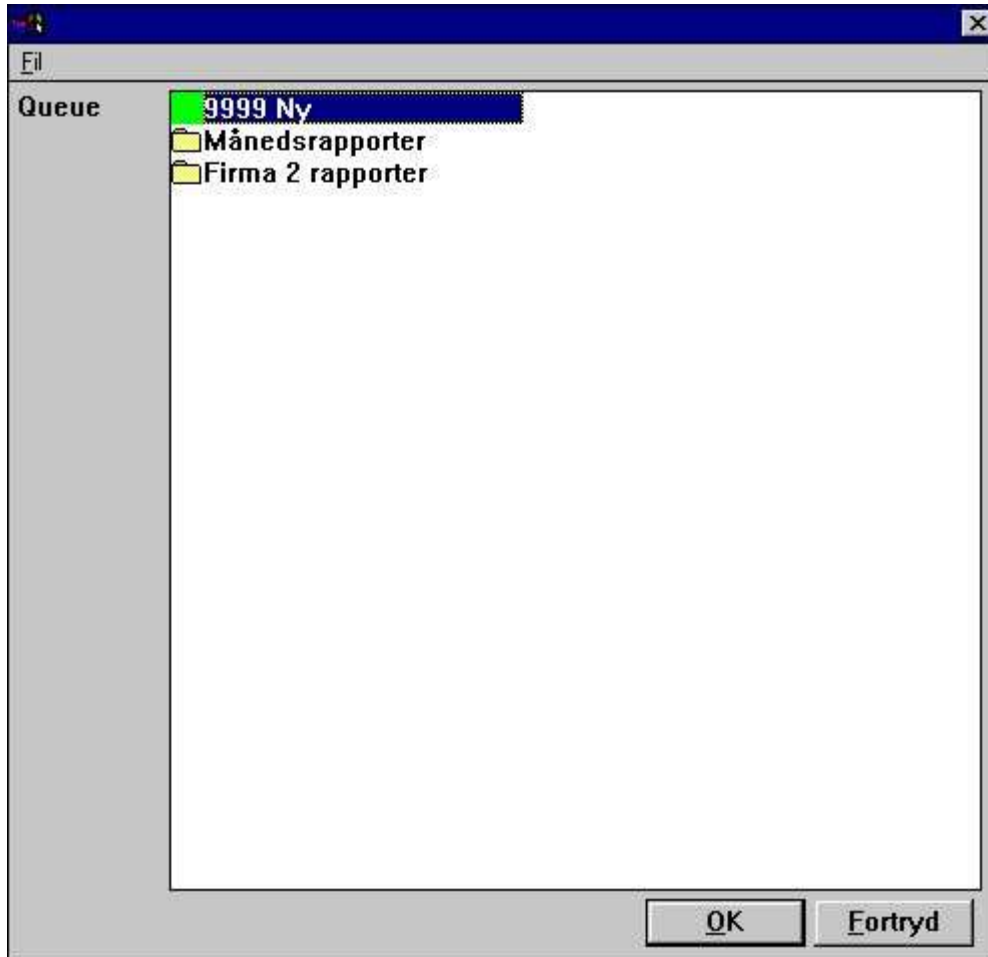 Fil
Queue
9999 Ny
Månedsrapporter
Firma 2 rapporter
OK
Fortryd